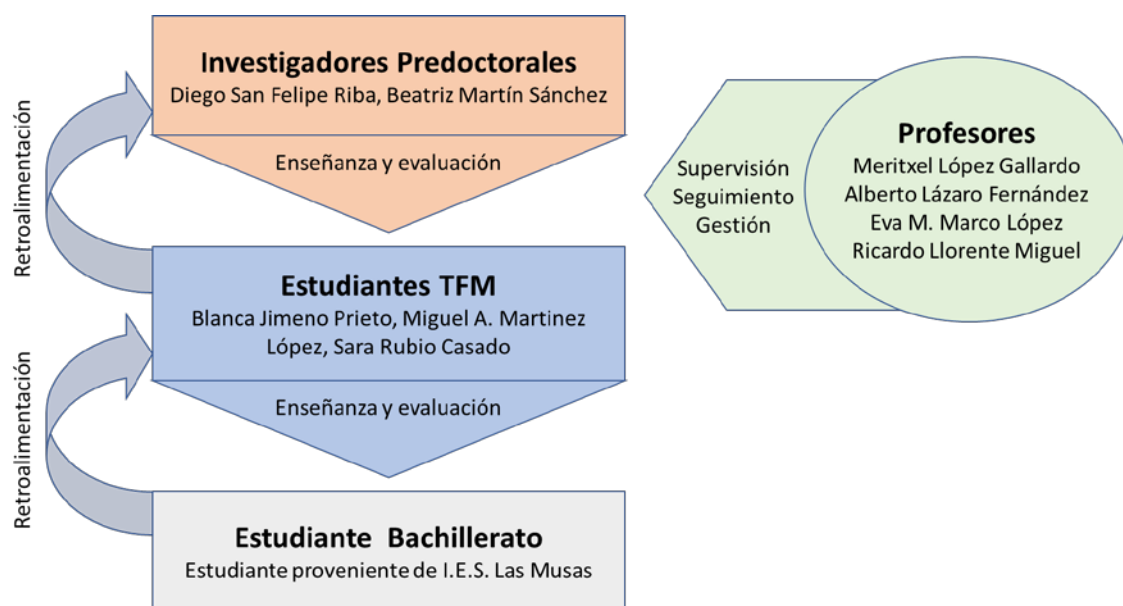 Investigadores Predoctorales
Diego San Felipe Riba, Beatriz Martín Sánchez
Enseñanza y evaluación
Retroalimentación
Estudiantes TFM
Blanca Jimeno Prieto, Miguel A. Martinez
López, Sara Rubio Casado
Enseñanza y evaluación
Retroalimentación
Estudiante Bachillerato
Estudiante proveniente de I.E.S. Las Musas
Supervisión
Seguimiento
Gestión
Profesores
Meritxel López Gallardo
Alberto Lázaro Fernández
Eva M. Marco López
Ricardo Llorente Miguel